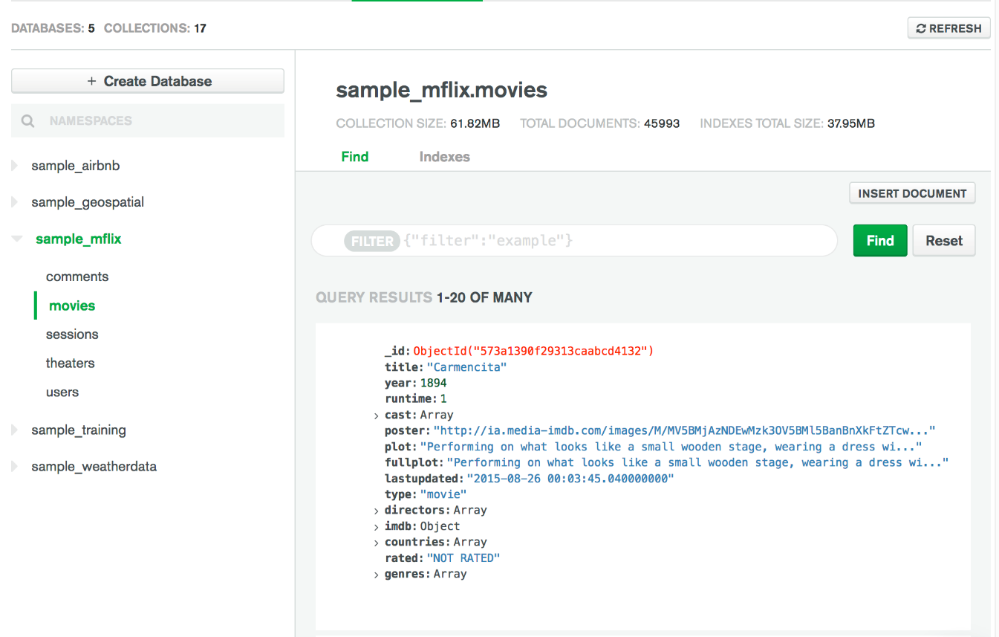 DATABASES: 5 COLLECTIONS: 17
REFRESH
+ Create Database
NAMESPACES
sample_airbnb
sample_geospatial
sample_mflix
comments
movies
sessions
theaters
users
sample_training
sample_weatherdata
sample_mflix.movies
COLLECTION SIZE: 61.82MB TOTAL DOCUMENTS: 45993 INDEXES TOTAL SIZE: 37.95MB
Find Indexes
INSERT DOCUMENT
FILTER {"filter":"example"}
Find Reset
QUERY RESULTS 1-20 OF MANY
_id: ObjectId("573a1390f29313caabcd4132")
title: "Carmencita"
year: 1894
runtime: 1
> cast: Array
poster: "http://ia.media-imdb.com/images/M/MV5BMjAzNDEwMzk3OV5BMl5BanBnXkFtZTcw..."
plot: "Performing on what looks like a small wooden stage, wearing a dress wi..."
fullplot: "Performing on what looks like a small wooden stage, wearing a dress wi..."
lastupdated: "2015-08-26 00:03:45.040000000"
type: "movie"
> directors: Array
> imdb: Object
> countries: Array
rated: "NOT RATED"
> genres: Array